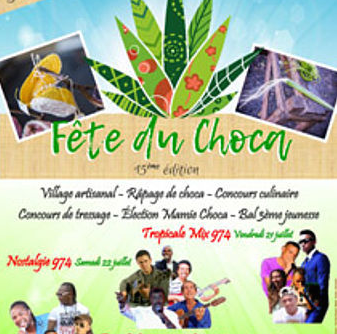 Fête du Choca
15ème édition
Village artisanal - Râpage de choca - Concours culinaire
Concours de tressage - Élection Mamie Choca - Bal 3ème jeunesse
Tropicale Mix 974 Vendredi 21 juillet
Nostalgie 974 Samedi 22 juillet